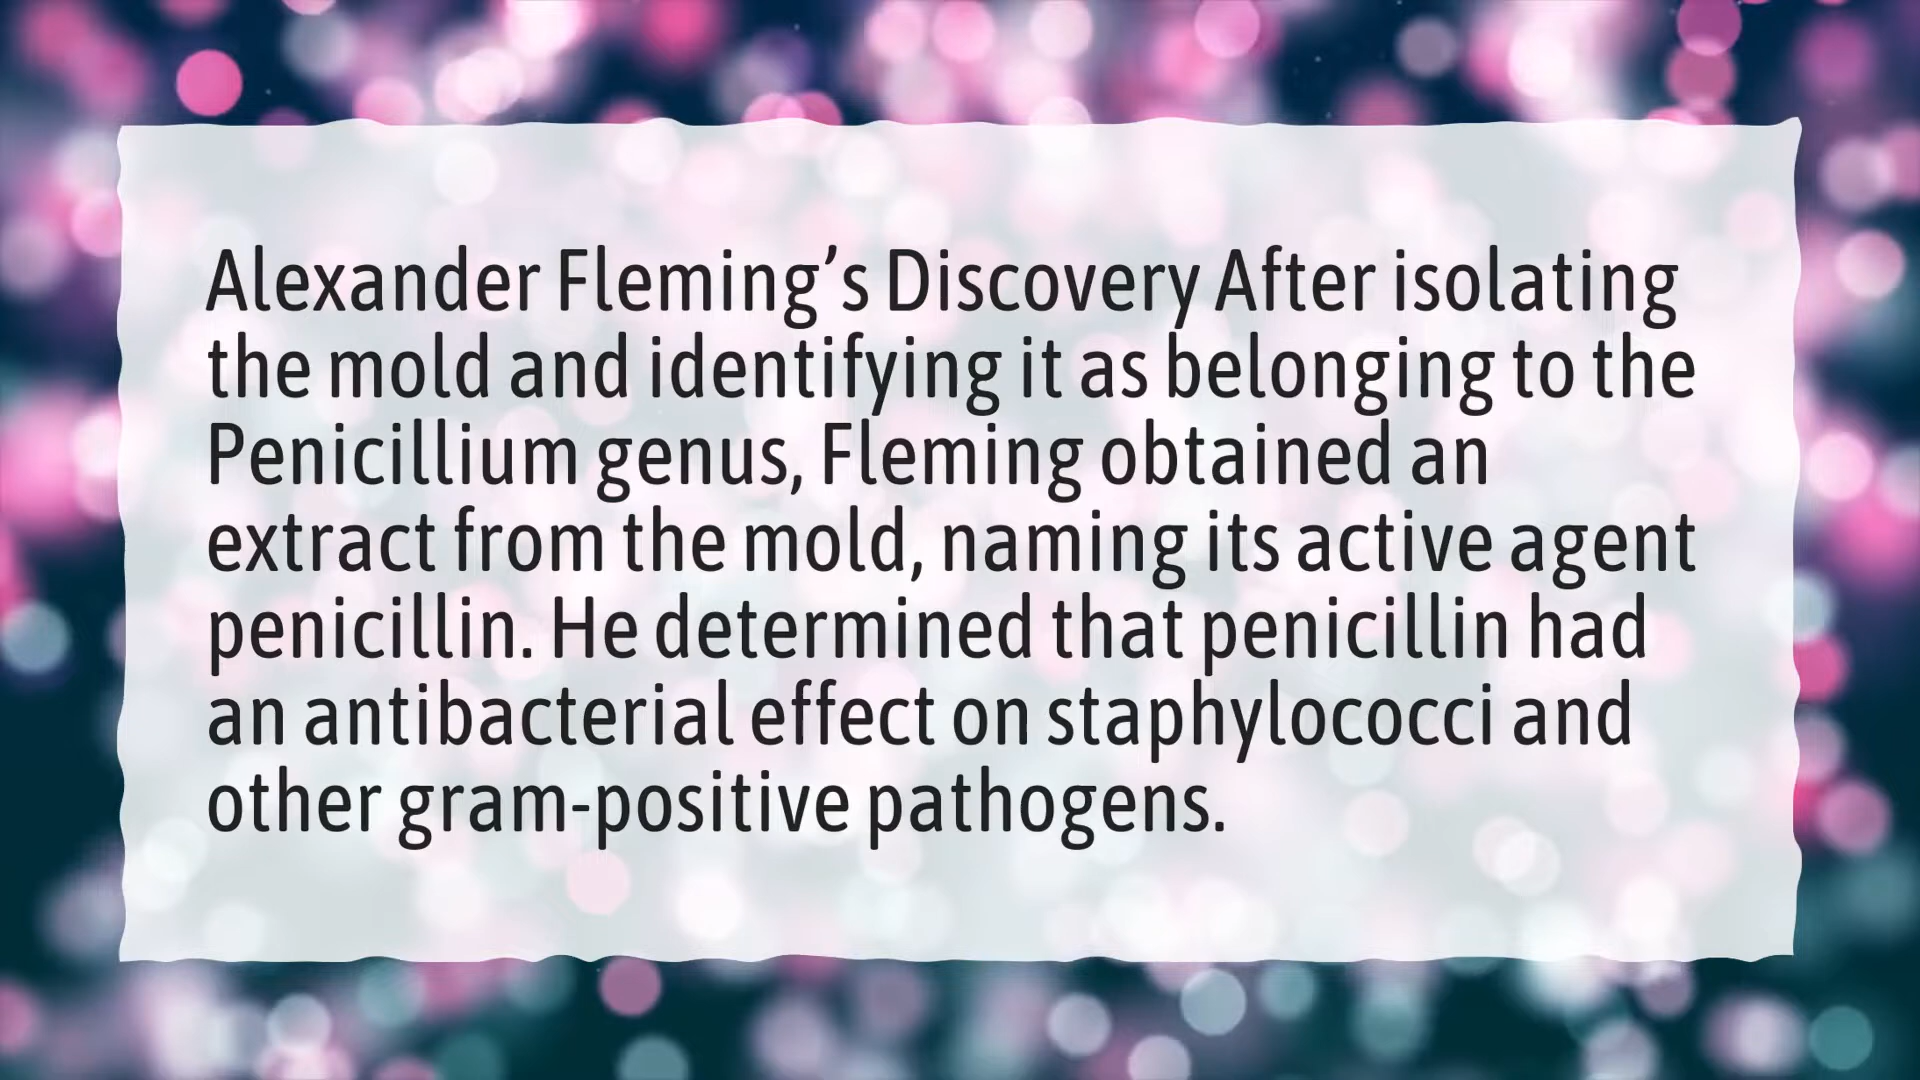 Alexander Fleming’s Discovery After isolating
the mold and identifying it as belonging to the
Penicillium genus, Fleming obtained an
extract from the mold, naming its active agent
penicillin. He determined that penicillin had
an antibacterial effect on staphylococci and
other gram-positive pathogens.